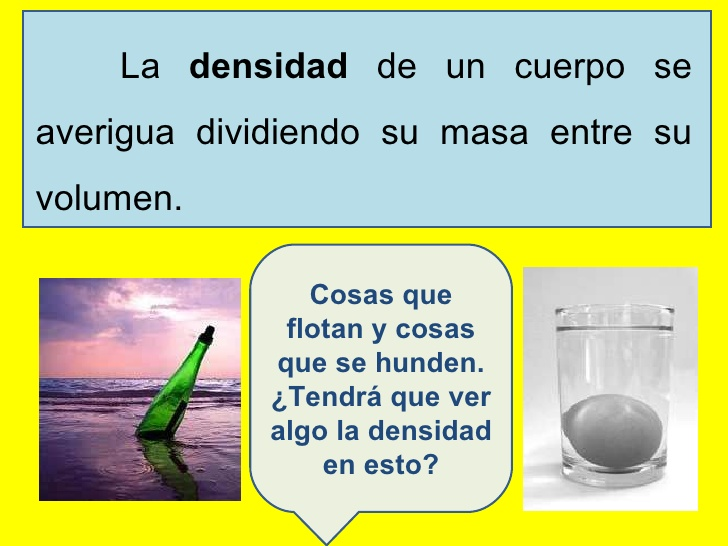 La densidad de un cuerpo se
averigua dividiendo su masa entre su
volumen.
Cosas que
flotan y cosas
que se hunden.
¿Tendrá que ver
algo la densidad
en esto?